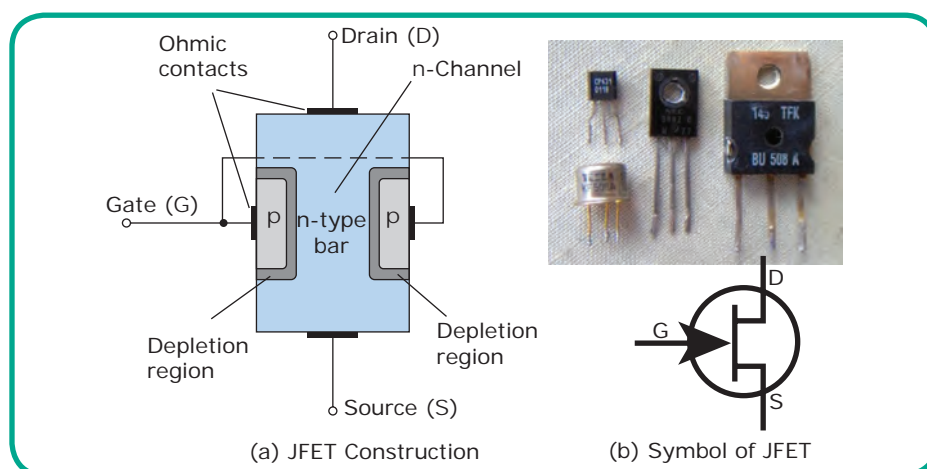 Ohmic
contacts
Drain (D)
n-Channel
Gate (G)
p
n-type
bar
p
Depletion
region
Depletion
region
Source (S)
(a) JFET Construction
145 TFK
BU 508 A
D
G
S
(b) Symbol of JFET